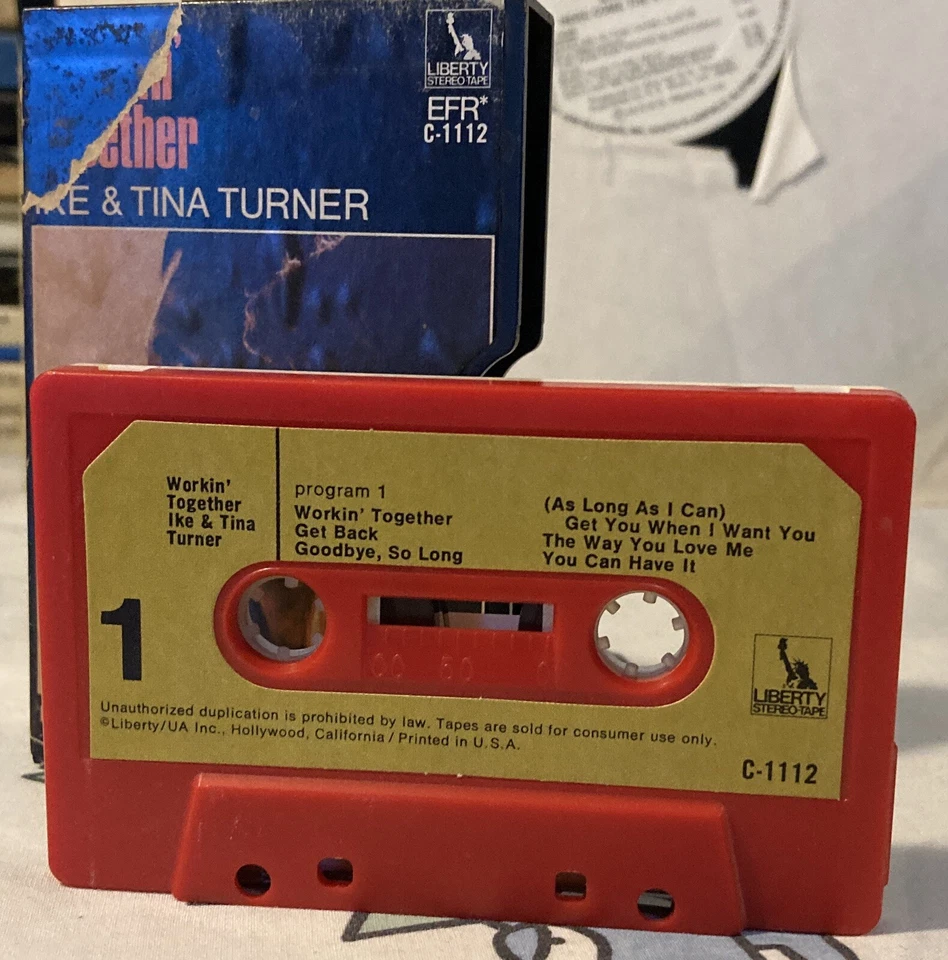 LIBERTY
STEREO-TAPE
EFR*
C-1112
ether
IKE & TINA TURNER
Workin'
Together
Ike & Tina
Turner
program 1
Workin' Together
Get Back
Goodbye, So Long
(As Long As I Can)
Get You When I Want You
The Way You Love Me
You Can Have It
1
00 50 0
LIBERTY
STEREO-TAPE
Unauthorized duplication is prohibited by law. Tapes are sold for consumer use only.
©Liberty/UA Inc., Hollywood, California / Printed in U.S.A.
C-1112